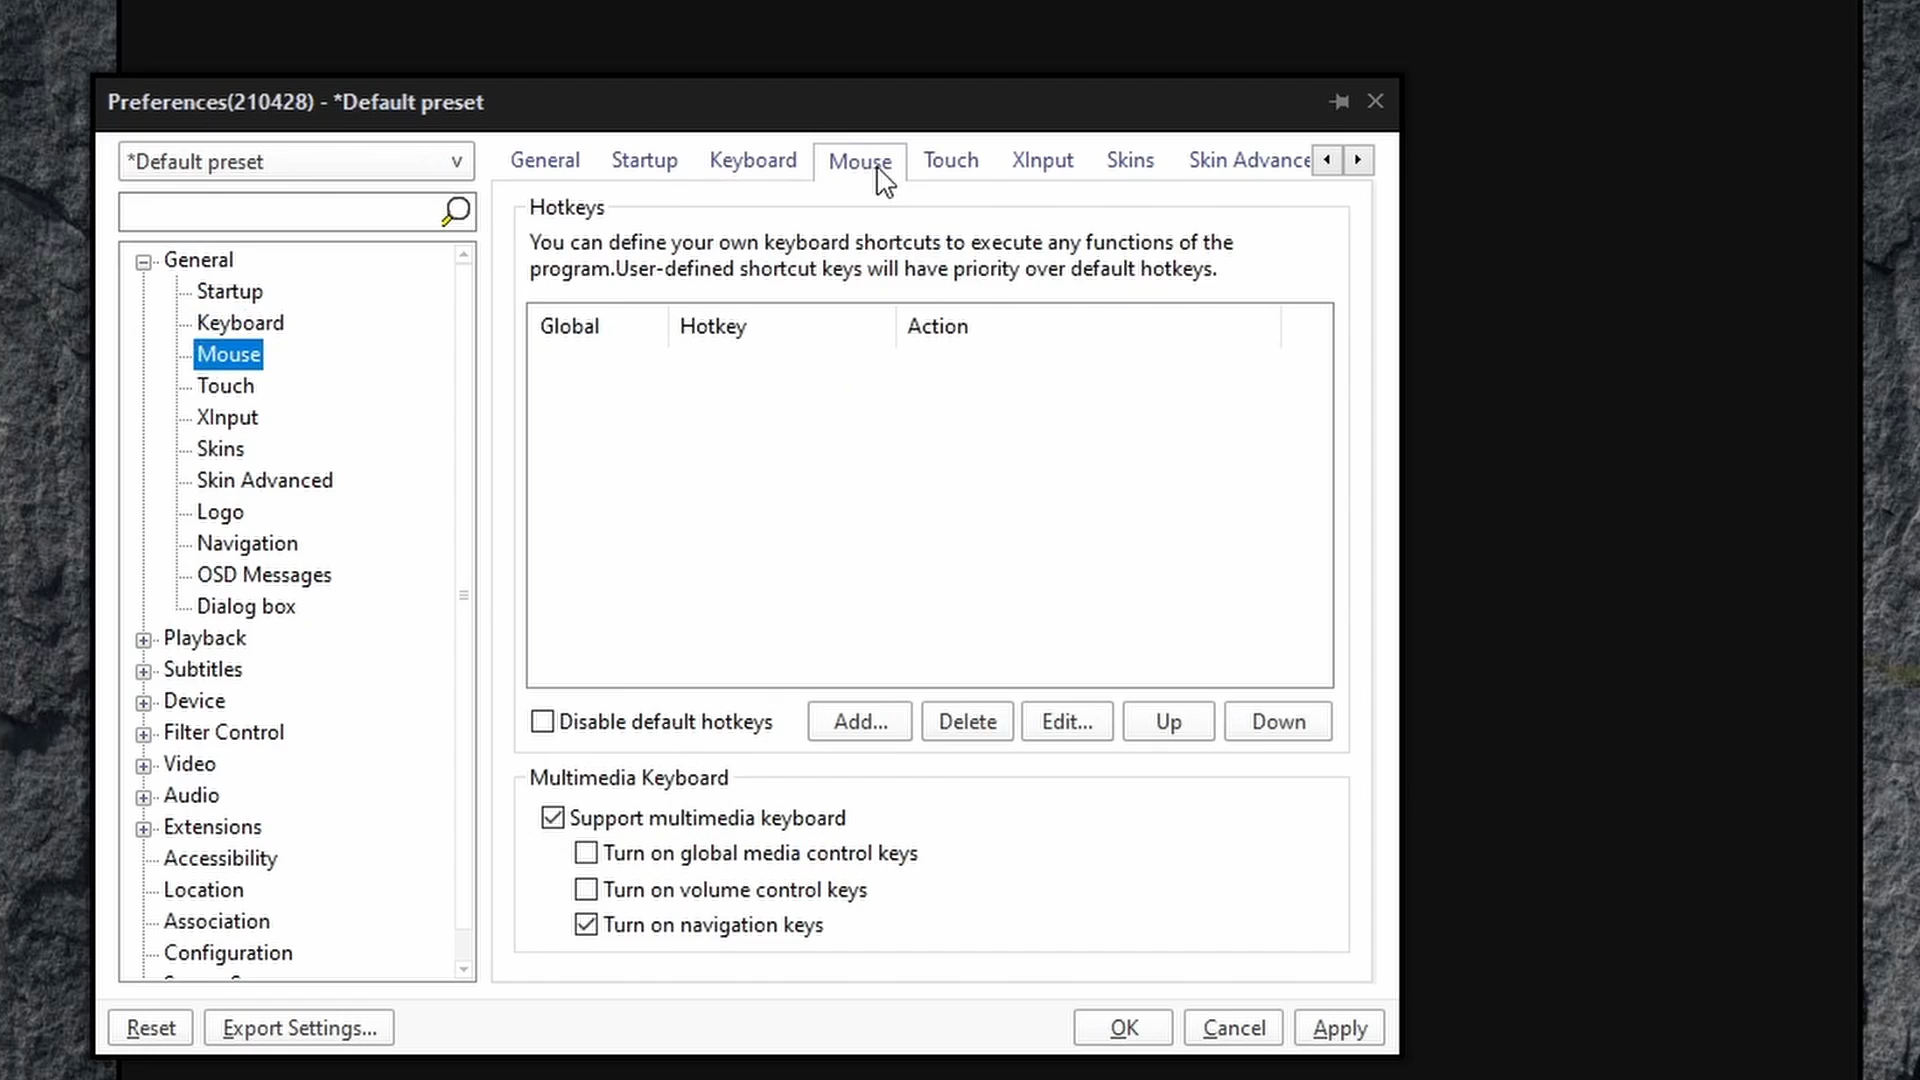 Preferences(210428) - *Default preset
*Default preset
General Startup Keyboard Mouse Touch XInput Skins Skin Advance
General
Startup
Keyboard
Mouse
Touch
XInput
Skins
Skin Advanced
Logo
Navigation
OSD Messages
Dialog box
Playback
Subtitles
Device
Filter Control
Video
Audio
Extensions
Accessibility
Location
Association
Configuration
Hotkeys
You can define your own keyboard shortcuts to execute any functions of the
program.User-defined shortcut keys will have priority over default hotkeys.
Global Hotkey Action
Disable default hotkeys Add... Delete Edit... Up Down
Multimedia Keyboard
Support multimedia keyboard
Turn on global media control keys
Turn on volume control keys
Turn on navigation keys
Reset Export Settings... OK Cancel Apply